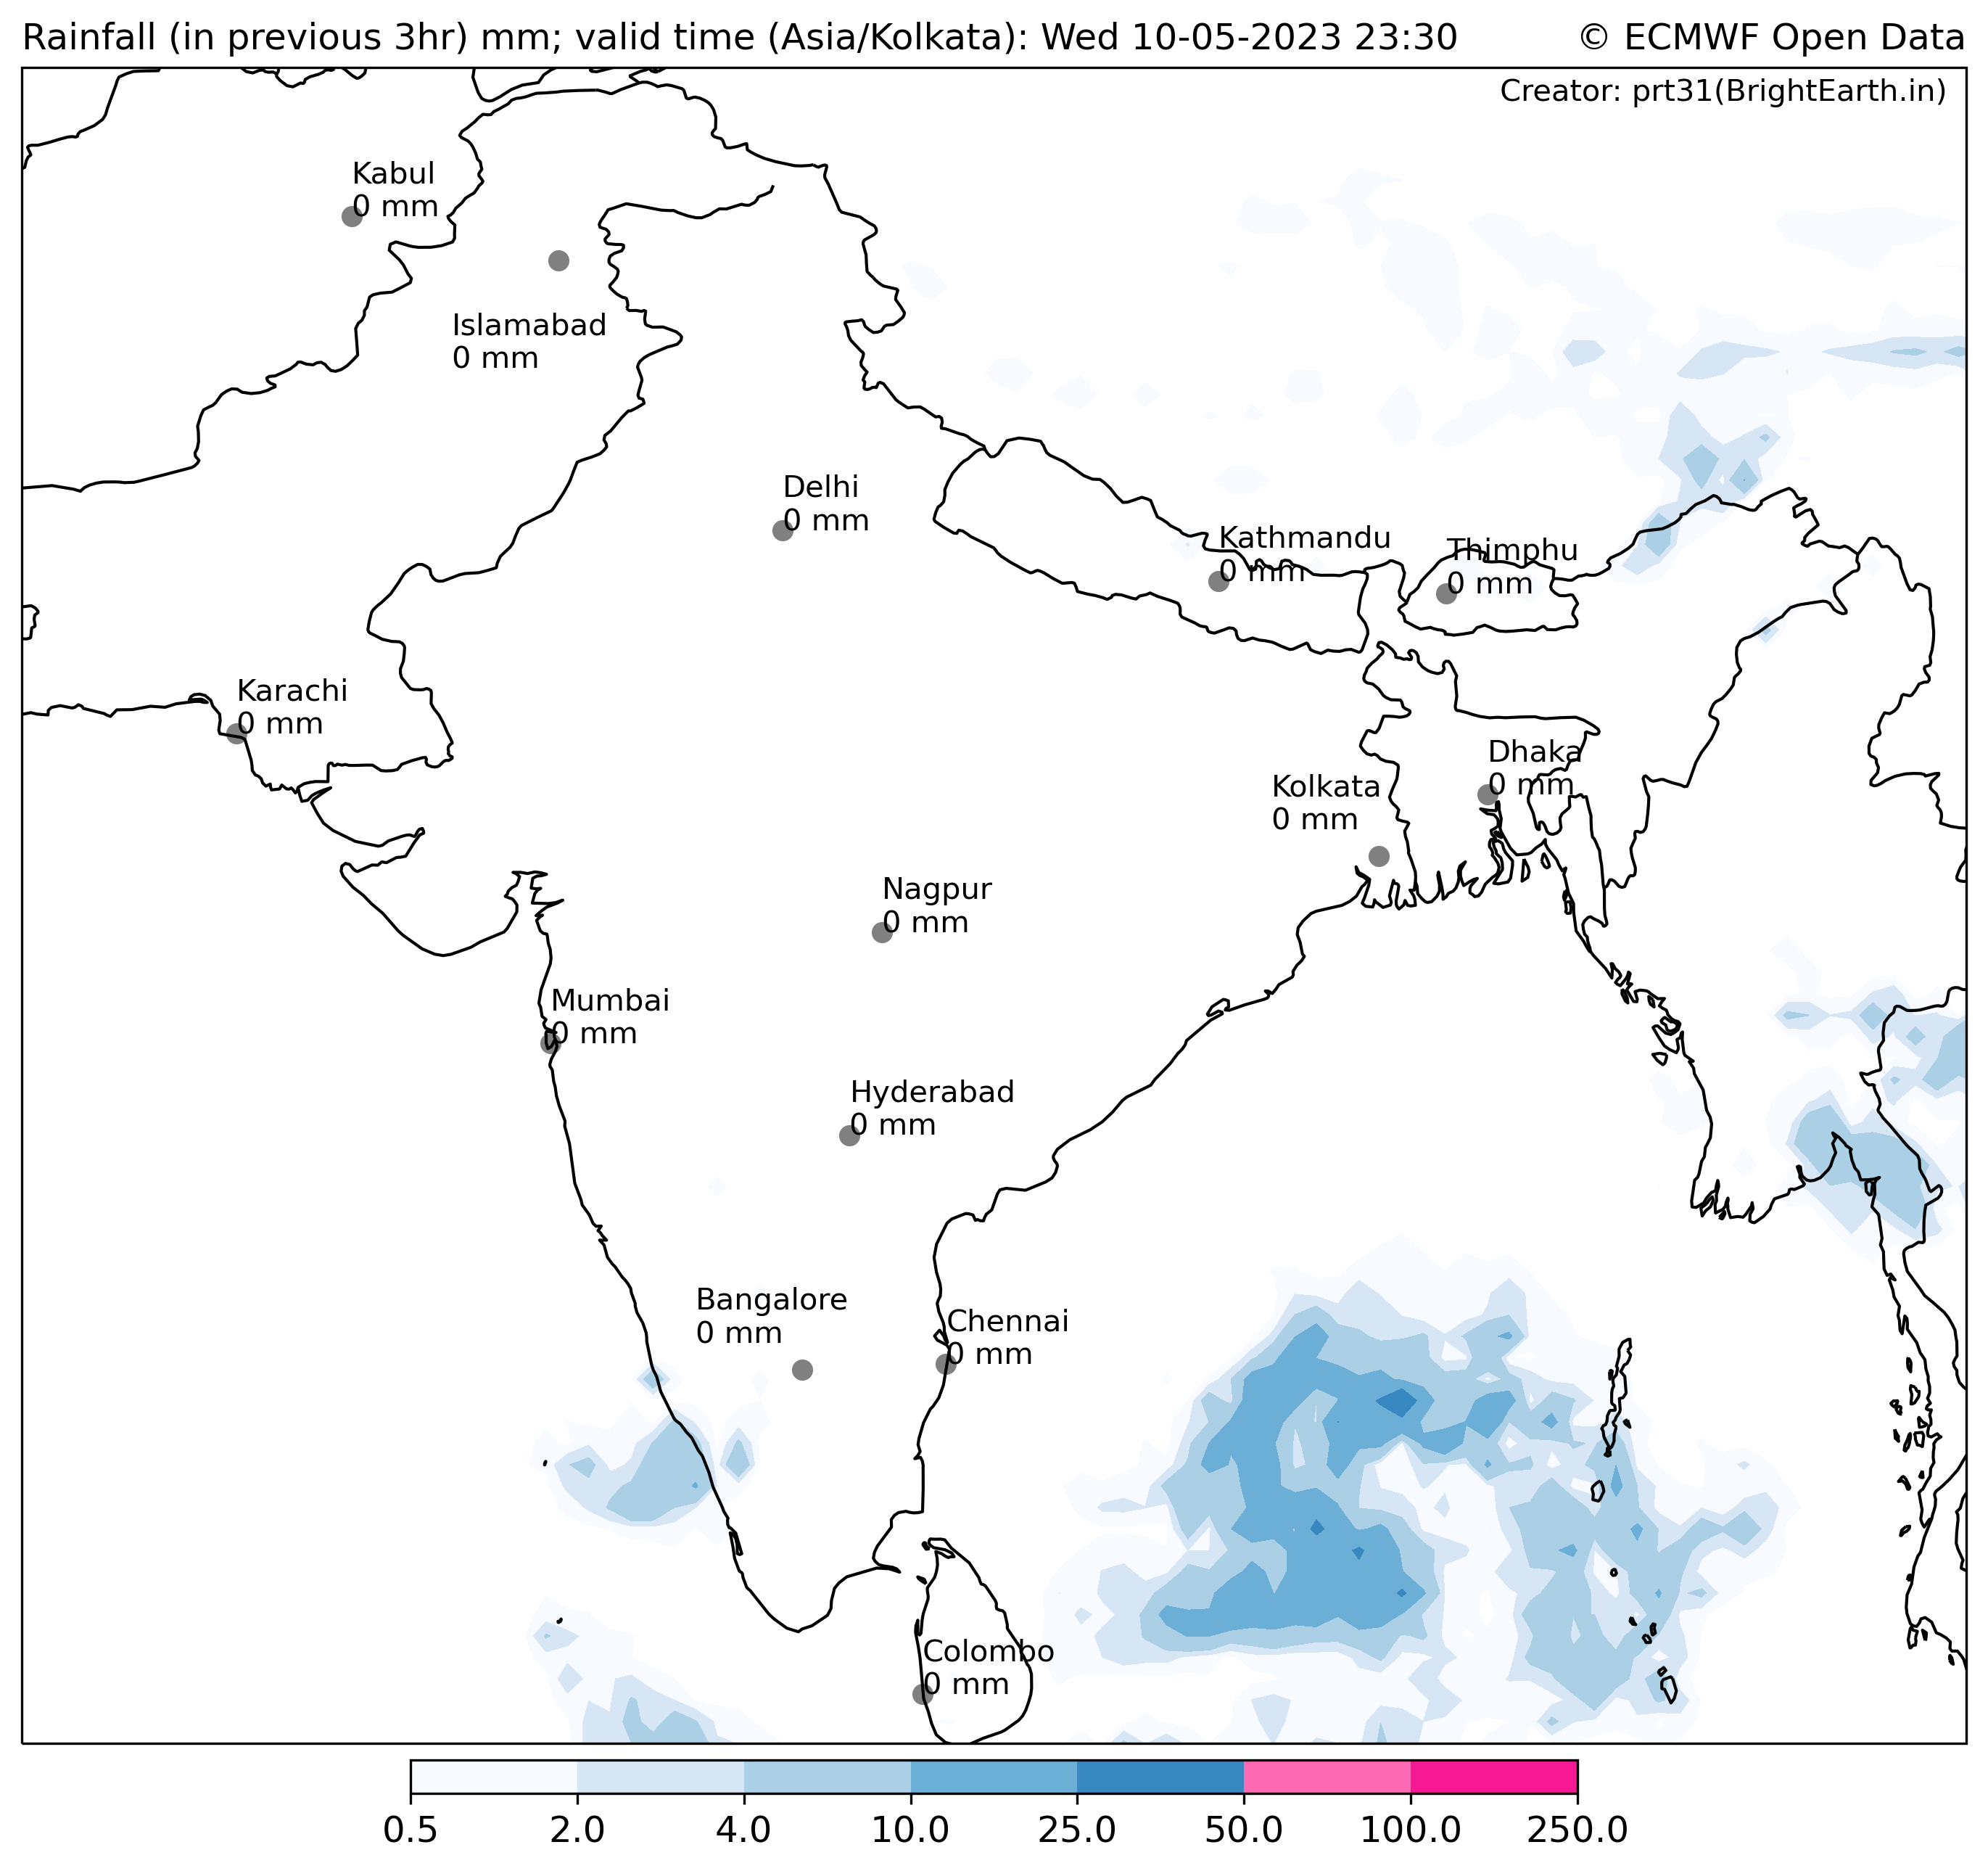 Rainfall (in previous 3hr) mm; valid time (Asia/Kolkata): Wed 10-05-2023 23:30
© ECMWF Open Data
Creator: prt31(BrightEarth.in)
Kabul
0 mm
Islamabad
0 mm
Delhi
0 mm
Kathmandu
0 mm
Thimphu
0 mm
Karachi
0 mm
Dhaka
0 mm
Kolkata
0 mm
Nagpur
0 mm
Mumbai
0 mm
Hyderabad
0 mm
Bangalore
0 mm
Chennai
0 mm
Colombo
0 mm
0.5 2.0 4.0 10.0 25.0 50.0 100.0 250.0